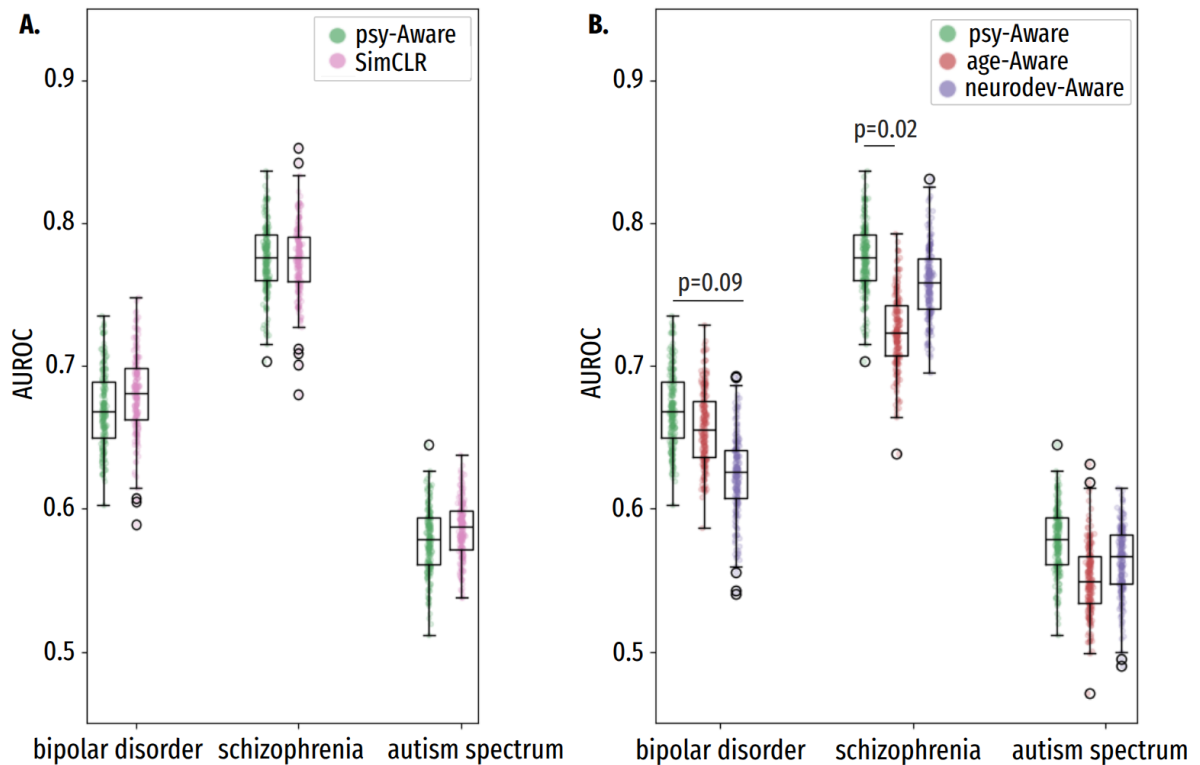 A.
psy-Aware
SimCLR
AUROC
0.9
0.8
0.7
0.6
0.5
bipolar disorder
schizophrenia
autism spectrum
B.
psy-Aware
age-Aware
neurodev-Aware
p=0.02
p=0.09
AUROC
0.9
0.8
0.7
0.6
0.5
bipolar disorder
schizophrenia
autism spectrum